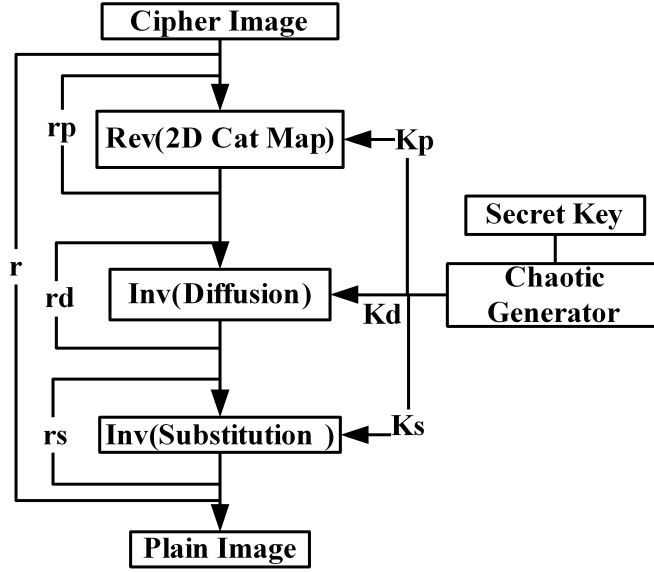 Cipher Image
rp
Rev(2D Cat Map)
Kp
Secret Key
r
rd
Inv(Diffusion)
Kd
Chaotic
Generator
rs
Inv(Substitution )
Ks
Plain Image